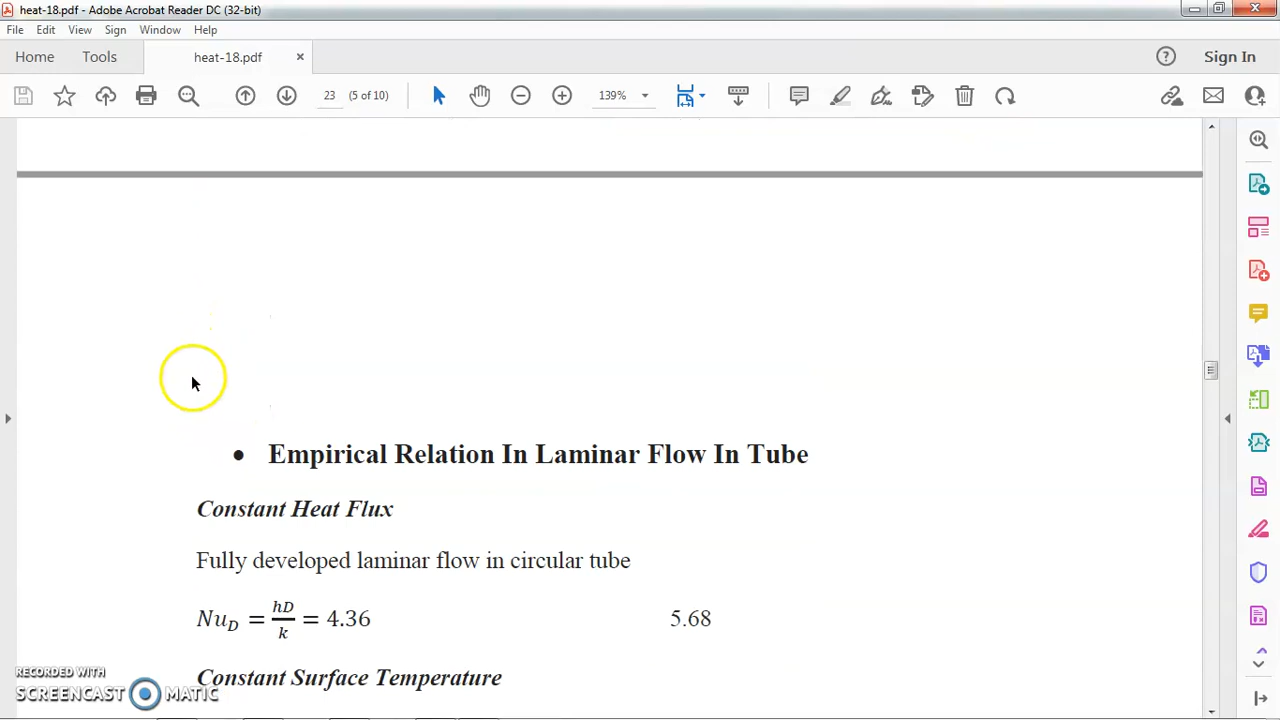 heat-18.pdf - Adobe Acrobat Reader DC (32-bit)
File Edit View Sign Window Help
Home Tools heat-18.pdf × ? Sign In
23 (5 of 10) 139%
• Empirical Relation In Laminar Flow In Tube
Constant Heat Flux
Fully developed laminar flow in circular tube
Nu_D = hD/k = 4.36 5.68
Constant Surface Temperature
RECORDED WITH
SCREENCAST MATIC